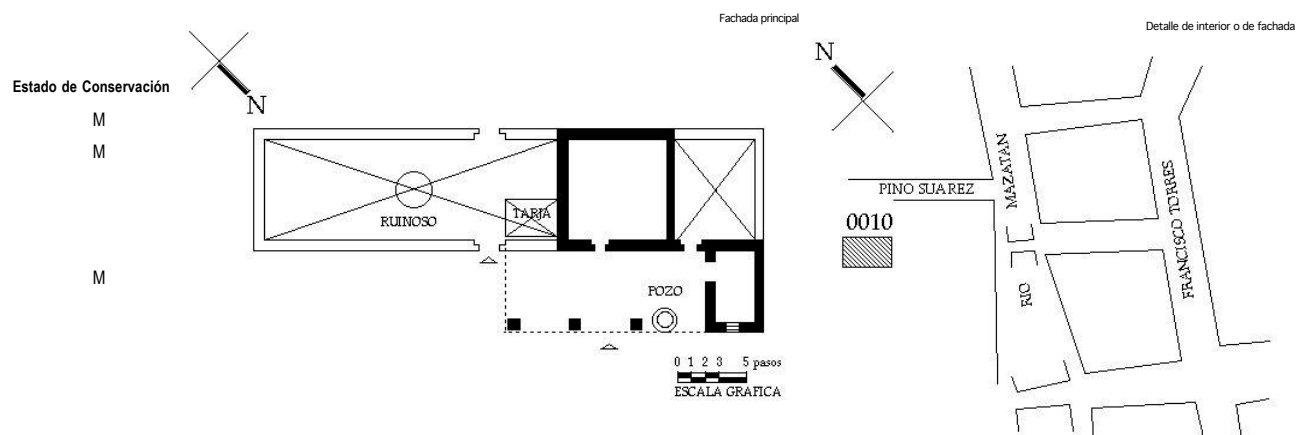 Fachada principal
Detalle de interior o de fachada
Estado de Conservación
M
M
M
N
RUINOSO
TARJA
POZO
0 1 2 3 5 pasos
ESCALA GRAFICA
N
PINO SUAREZ
0010
MAZATAN
RIO
FRANCISCO TORRES